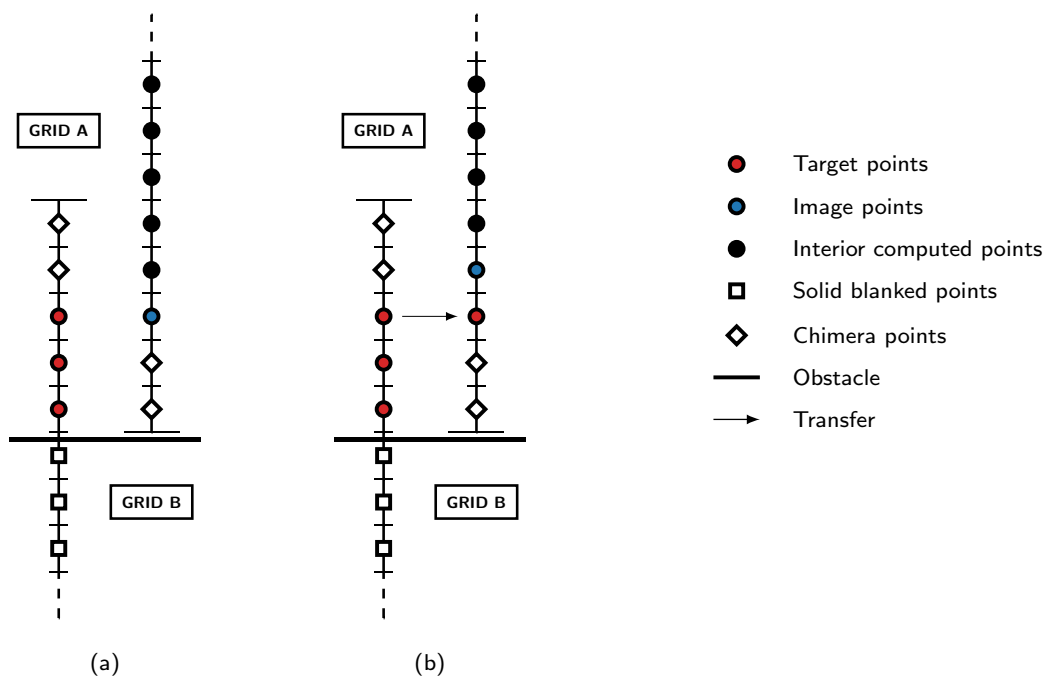 GRID A
GRID B
(a)
GRID A
GRID B
(b)
Target points
Image points
Interior computed points
Solid blanked points
Chimera points
Obstacle
Transfer